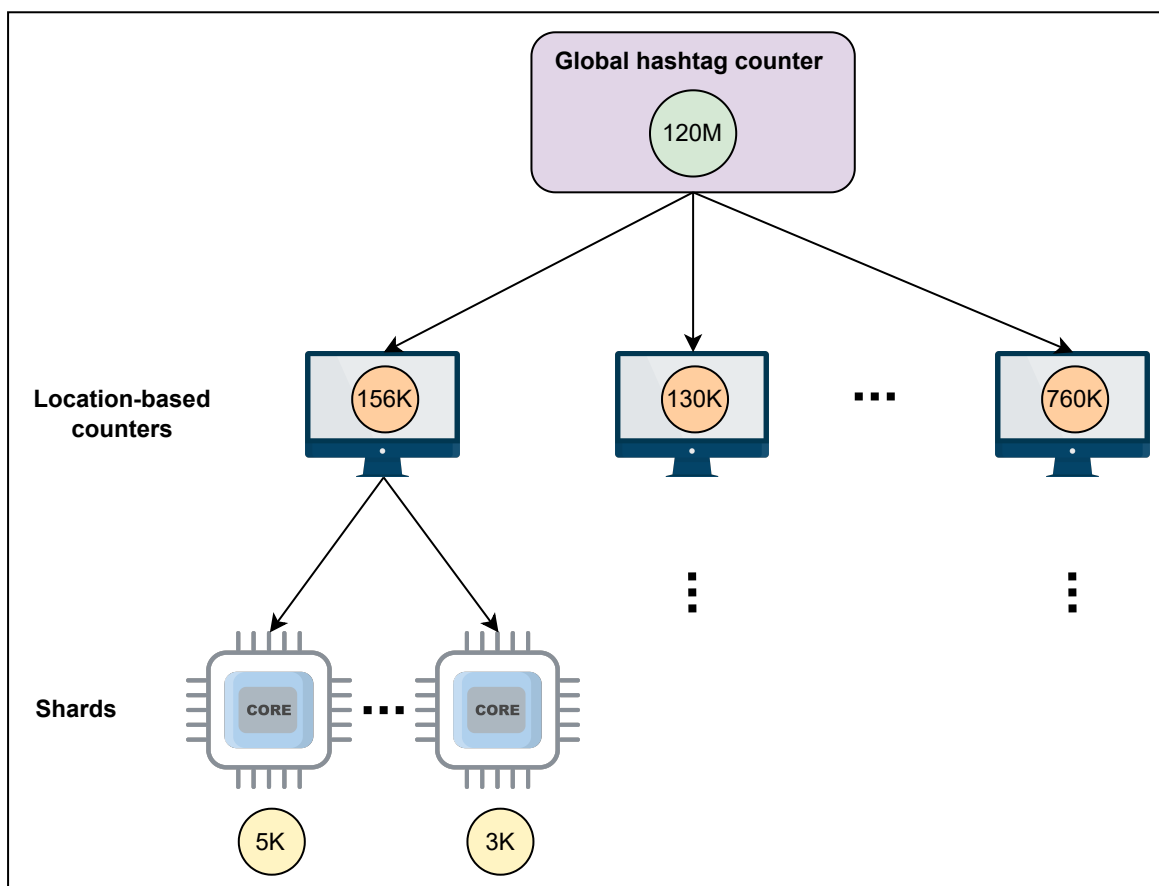 Global hashtag counter
120M
Location-based
counters
156K
130K
760K
Shards
CORE
CORE
5K
3K